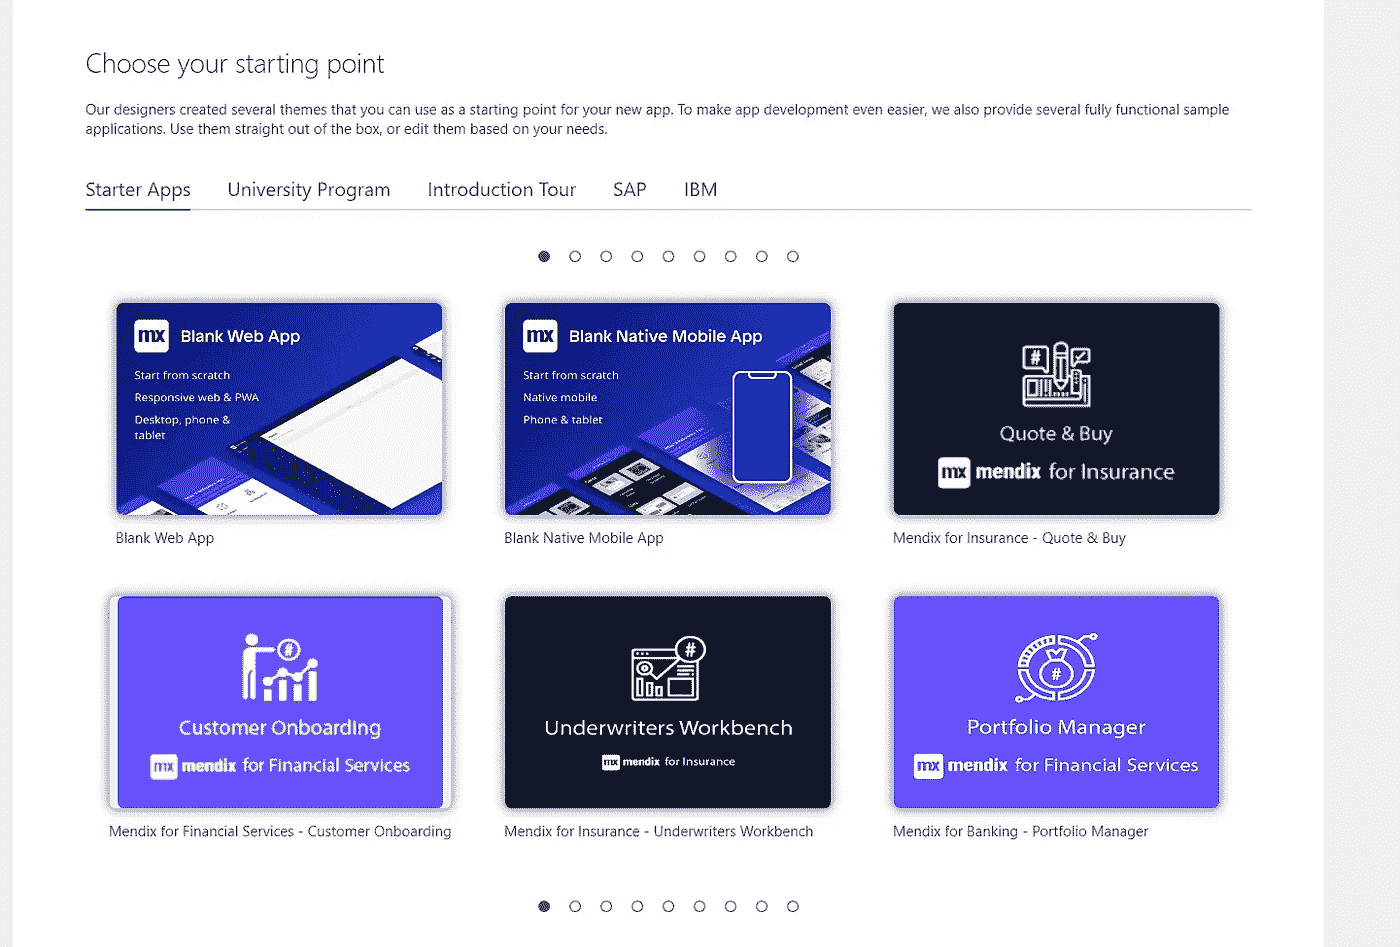 Choose your starting point
Our designers created several themes that you can use as a starting point for your new app. To make app development even easier, we also provide several fully functional sample
applications. Use them straight out of the box, or edit them based on your needs.
Starter Apps University Program Introduction Tour SAP IBM
mx Blank Web App
Start from scratch
Responsive web & PWA
Desktop, phone &
tablet
Blank Web App
mx Blank Native Mobile App
Start from scratch
Native mobile
Phone & tablet
Blank Native Mobile App
#
Quote & Buy
mx mendix for Insurance
Mendix for Insurance - Quote & Buy
#
Customer Onboarding
mx mendix for Financial Services
Mendix for Financial Services - Customer Onboarding
#
Underwriters Workbench
mx mendix for Insurance
Mendix for Insurance - Underwriters Workbench
#
Portfolio Manager
mx mendix for Financial Services
Mendix for Banking - Portfolio Manager